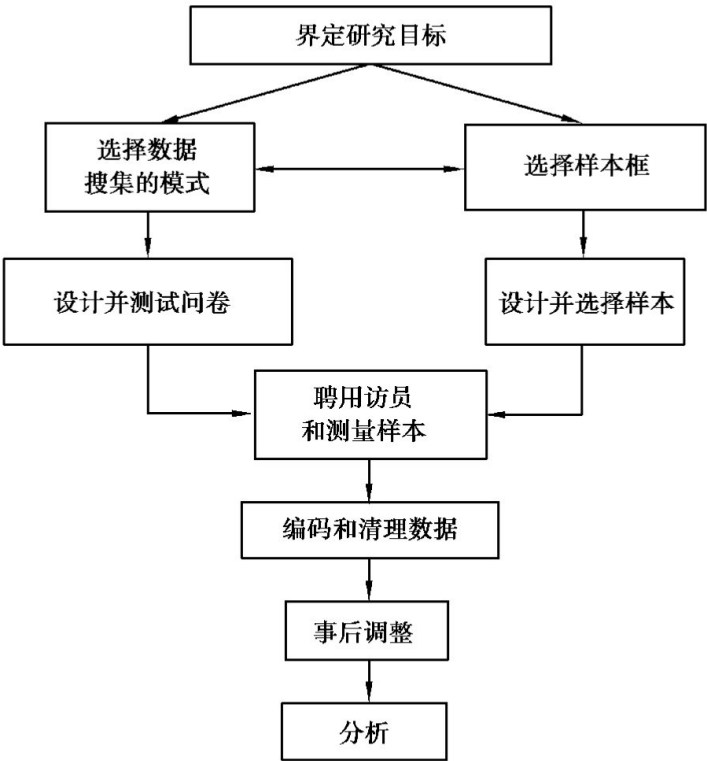 界定研究目标
选择数据
搜集的模式
选择样本框
设计并测试问卷
设计并选择样本
聘用访员
和测量样本
编码和清理数据
事后调整
分析